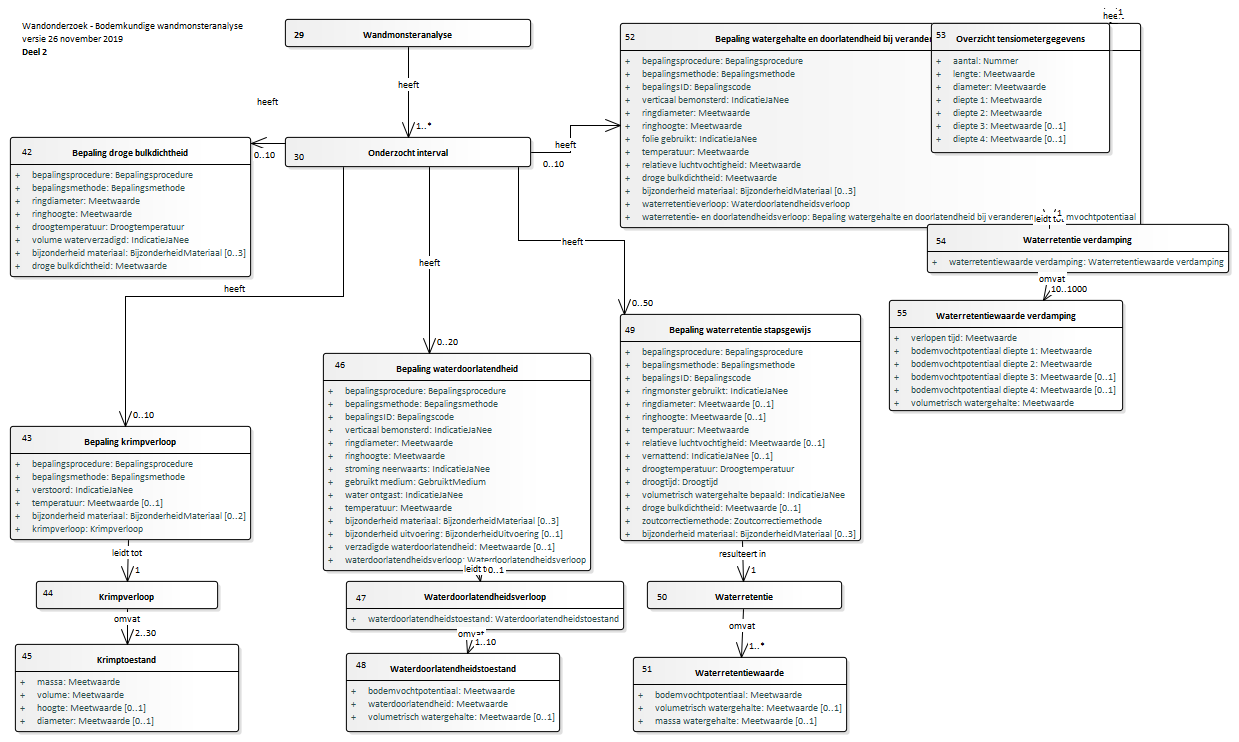 Wandonderzoek - Bodemkundige wandmonsteranalyse
versie 26 november 2019
Deel 2
29 Wandmonsteranalyse
heeft
1..*
30 Onderzocht interval
heeft
0..10
42 Bepaling droge bulkdichtheid
+ bepalingsprocedure: Bepalingsprocedure
+ bepalingsmethode: Bepalingsmethode
+ ringdiameter: Meetwaarde
+ ringhoogte: Meetwaarde
+ droogtemperatuur: Droogtemperatuur
+ volume waterverzadigd: IndicatieJaNee
+ bijzonderheid materiaal: BijzonderheidMateriaal [0..3]
+ droge bulkdichtheid: Meetwaarde
heeft
0..10
43 Bepaling krimpverloop
+ bepalingsprocedure: Bepalingsprocedure
+ bepalingsmethode: Bepalingsmethode
+ verstoord: IndicatieJaNee
+ temperatuur: Meetwaarde [0..1]
+ bijzonderheid materiaal: BijzonderheidMateriaal [0..2]
+ krimpverloop: Krimpverloop
leidt tot
1
44 Krimpverloop
omvat
2..30
45 Krimptoestand
+ massa: Meetwaarde
+ volume: Meetwaarde
+ hoogte: Meetwaarde [0..1]
+ diameter: Meetwaarde [0..1]
heeft
0..20
46 Bepaling waterdoorlatendheid
+ bepalingsprocedure: Bepalingsprocedure
+ bepalingsmethode: Bepalingsmethode
+ bepalingsID: Bepalingscode
+ verticaal bemonsterd: IndicatieJaNee
+ ringdiameter: Meetwaarde
+ ringhoogte: Meetwaarde
+ stroming neerwaarts: IndicatieJaNee
+ gebruikt medium: GebruiktMedium
+ water ontgast: IndicatieJaNee
+ temperatuur: Meetwaarde
+ bijzonderheid materiaal: BijzonderheidMateriaal [0..3]
+ bijzonderheid uitvoering: BijzonderheidUitvoering [0..1]
+ verzadigde waterdoorlatendheid: Meetwaarde [0..1]
+ waterdoorlatendheidsverloop: Waterdoorlatendheidsverloop
leidt
0..1
47 Waterdoorlatendheidsverloop
+ waterdoorlatendheidstoestand: Waterdoorlatendheidstoestand
omvat
1..10
48 Waterdoorlatendheidstoestand
+ bodemvochtpotentiaal: Meetwaarde
+ waterdoorlatendheid: Meetwaarde
+ volumetrisch watergehalte: Meetwaarde [0..1]
heeft
0..50
49 Bepaling waterretentie stapsgewijs
+ bepalingsprocedure: Bepalingsprocedure
+ bepalingsmethode: Bepalingsmethode
+ bepalingsID: Bepalingscode
+ ringmonster gebruikt: IndicatieJaNee
+ ringdiameter: Meetwaarde [0..1]
+ ringhoogte: Meetwaarde [0..1]
+ temperatuur: Meetwaarde
+ relatieve luchtvochtigheid: Meetwaarde [0..1]
+ vernattend: IndicatieJaNee [0..1]
+ droogtemperatuur: Droogtemperatuur
+ droogtijd: Droogtijd
+ volumetrisch watergehalte bepaald: IndicatieJaNee
+ droge bulkdichtheid: Meetwaarde [0..1]
+ zoutcorrectiemethode: Zoutcorrectiemethode
+ bijzonderheid materiaal: BijzonderheidMateriaal [0..3]
resulteert in
1
50 Waterretentie
omvat
1..*
51 Waterretentiewaarde
+ bodemvochtpotentiaal: Meetwaarde
+ volumetrisch watergehalte: Meetwaarde [0..1]
+ massa watergehalte: Meetwaarde [0..1]
heeft
0..10
52 Bepaling watergehalte en doorlatendheid bij
+ bepalingsprocedure: Bepalingsprocedure
+ bepalingsmethode: Bepalingsmethode
+ bepalingsID: Bepalingscode
+ verticaal bemonsterd: IndicatieJaNee
+ ringdiameter: Meetwaarde
+ ringhoogte: Meetwaarde
+ folie gebruikt: IndicatieJaNee
+ temperatuur: Meetwaarde
+ relatieve luchtvochtigheid: Meetwaarde
+ droge bulkdichtheid: Meetwaarde
+ bijzonderheid materiaal: BijzonderheidMateriaal [0..3]
+ waterretentieverloop: Waterdoorlatendheidsverloop
+ waterretentie- en doorlatendheidsverloop: Bepaling watergehalte en doorlatendheid bij mvochtpotentiaal
heeft
1
53 Overzicht tensiometergegevens
+ aantal: Nummer
+ lengte: Meetwaarde
+ diameter: Meetwaarde
+ diepte 1: Meetwaarde
+ diepte 2: Meetwaarde
+ diepte 3: Meetwaarde [0..1]
+ diepte 4: Meetwaarde [0..1]
leidt tot
1
54 Waterretentie verdamping
+ waterretentiewaarde verdamping: Waterretentiewaarde verdamping
omvat
10..1000
55 Waterretentiewaarde verdamping
+ verlopen tijd: Meetwaarde
+ bodemvochtpotentiaal diepte 1: Meetwaarde
+ bodemvochtpotentiaal diepte 2: Meetwaarde
+ bodemvochtpotentiaal diepte 3: Meetwaarde [0..1]
+ bodemvochtpotentiaal diepte 4: Meetwaarde [0..1]
+ volumetrisch watergehalte: Meetwaarde